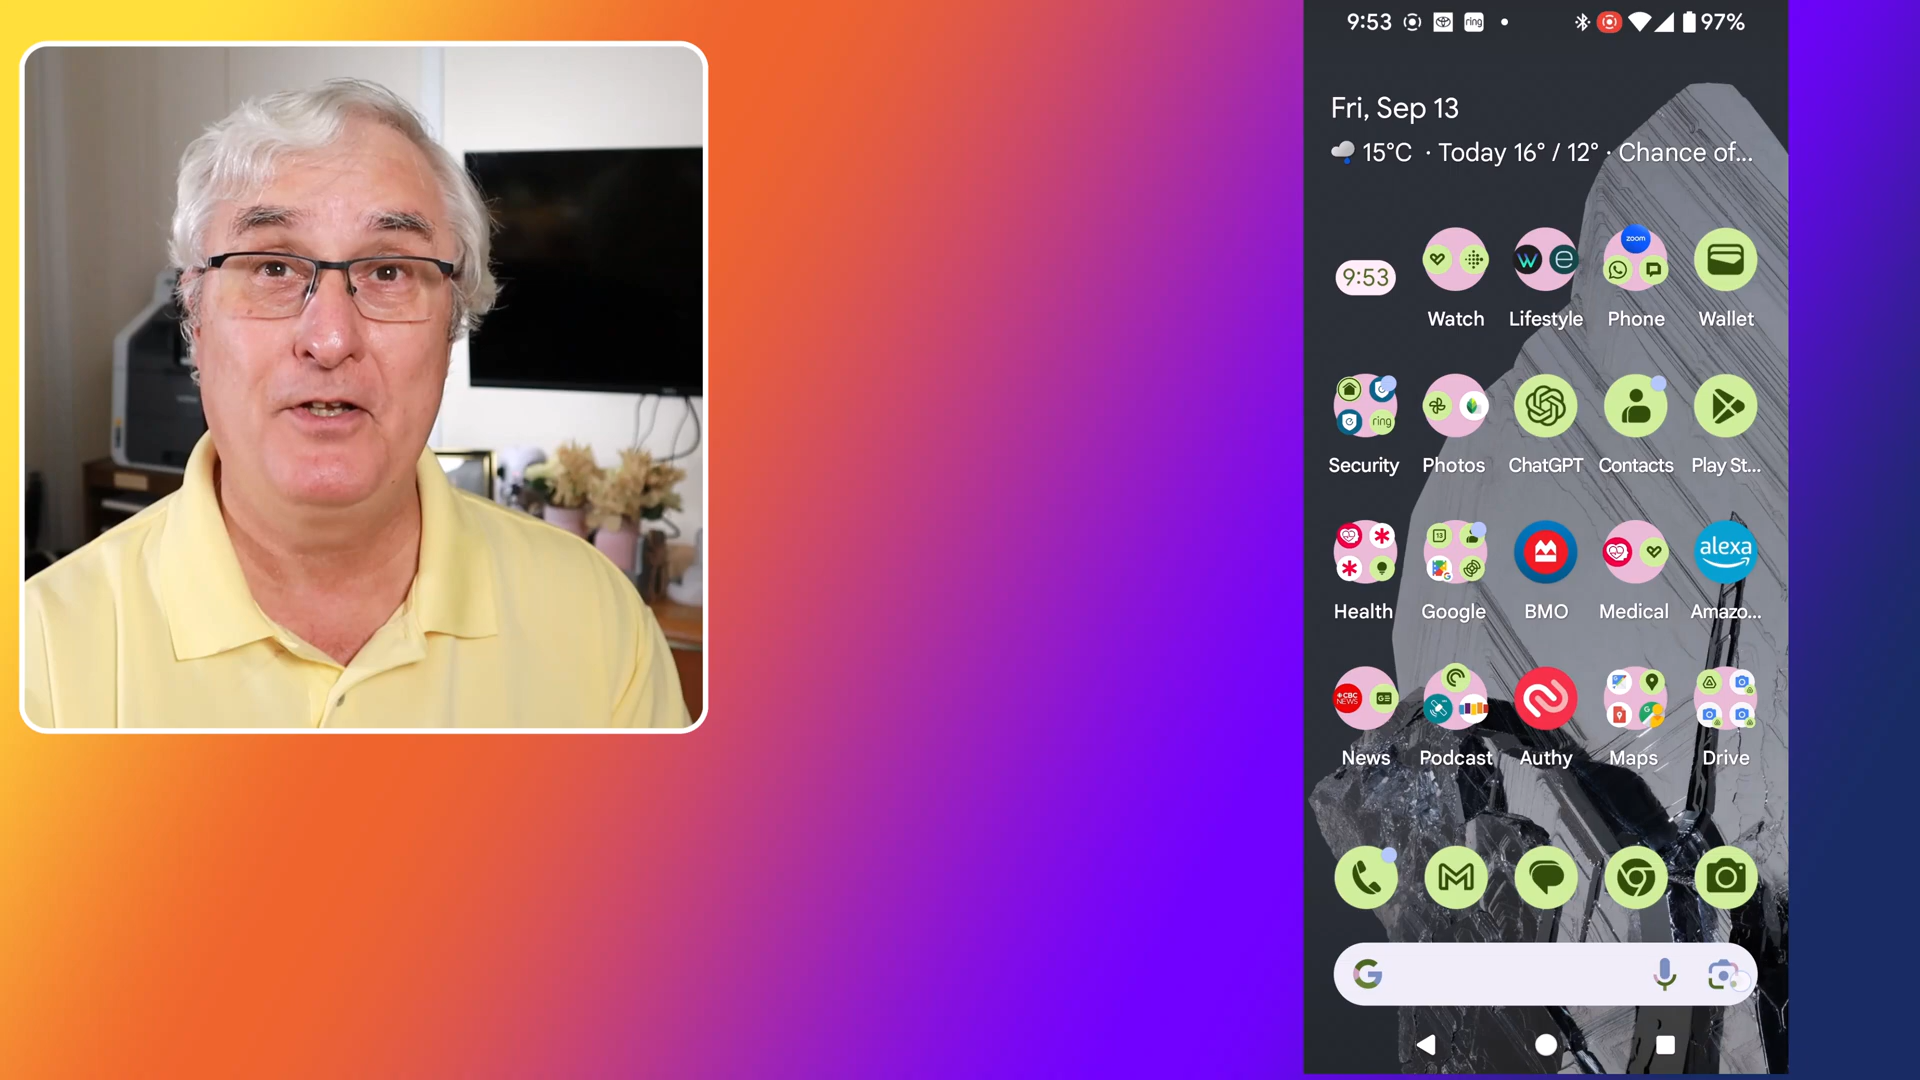 9:53 ring 97%
Fri, Sep 13
15°C · Today 16° / 12° · Chance of...
zoom
9:53
Watch Lifestyle Phone Wallet
ring
Security Photos ChatGPT Contacts Play St...
13
alexa
Health Google BMO Medical Amazo...
CBC
NEWS
News Podcast Authy Maps Drive